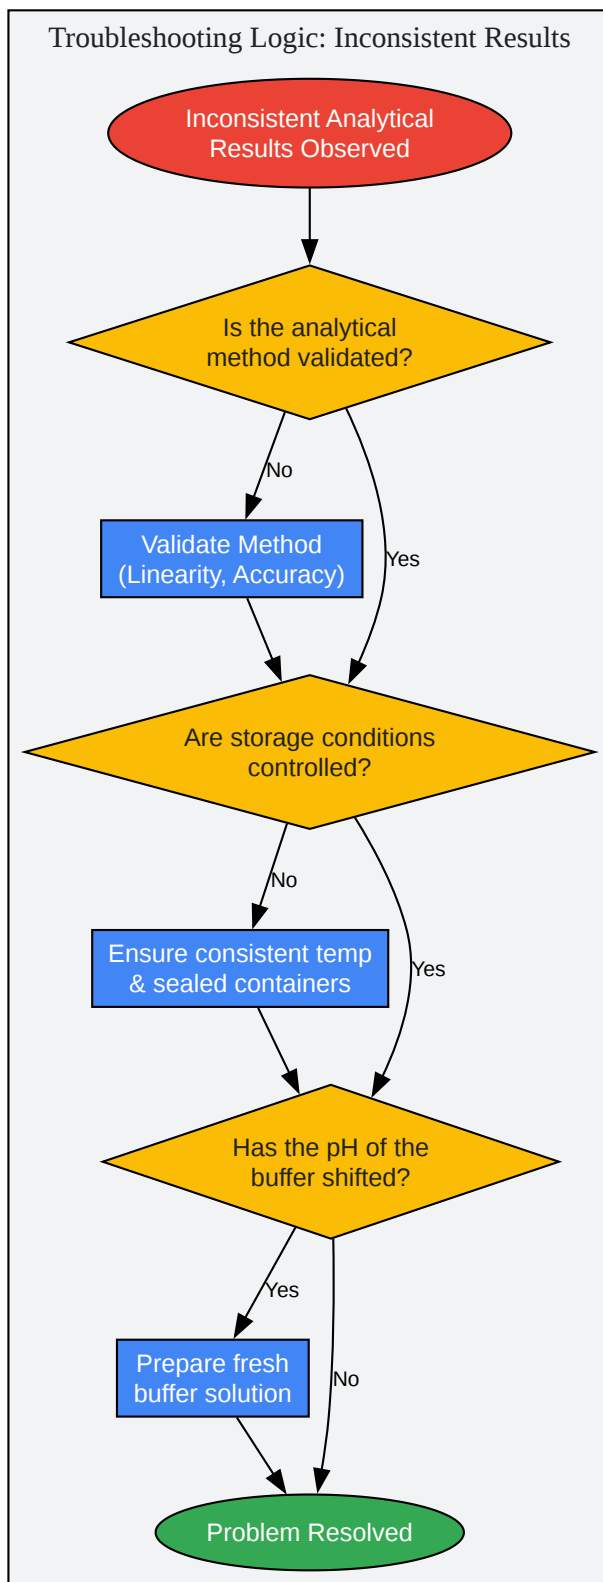 Troubleshooting Logic: Inconsistent Results
Inconsistent Analytical
Results Observed
Is the analytical
method validated?
No
Validate Method
(Linearity, Accuracy)
Yes
Are storage conditions
controlled?
No
Ensure consistent temp
& sealed containers
Yes
Has the pH of the
buffer shifted?
Yes
Prepare fresh
buffer solution
No
Problem Resolved